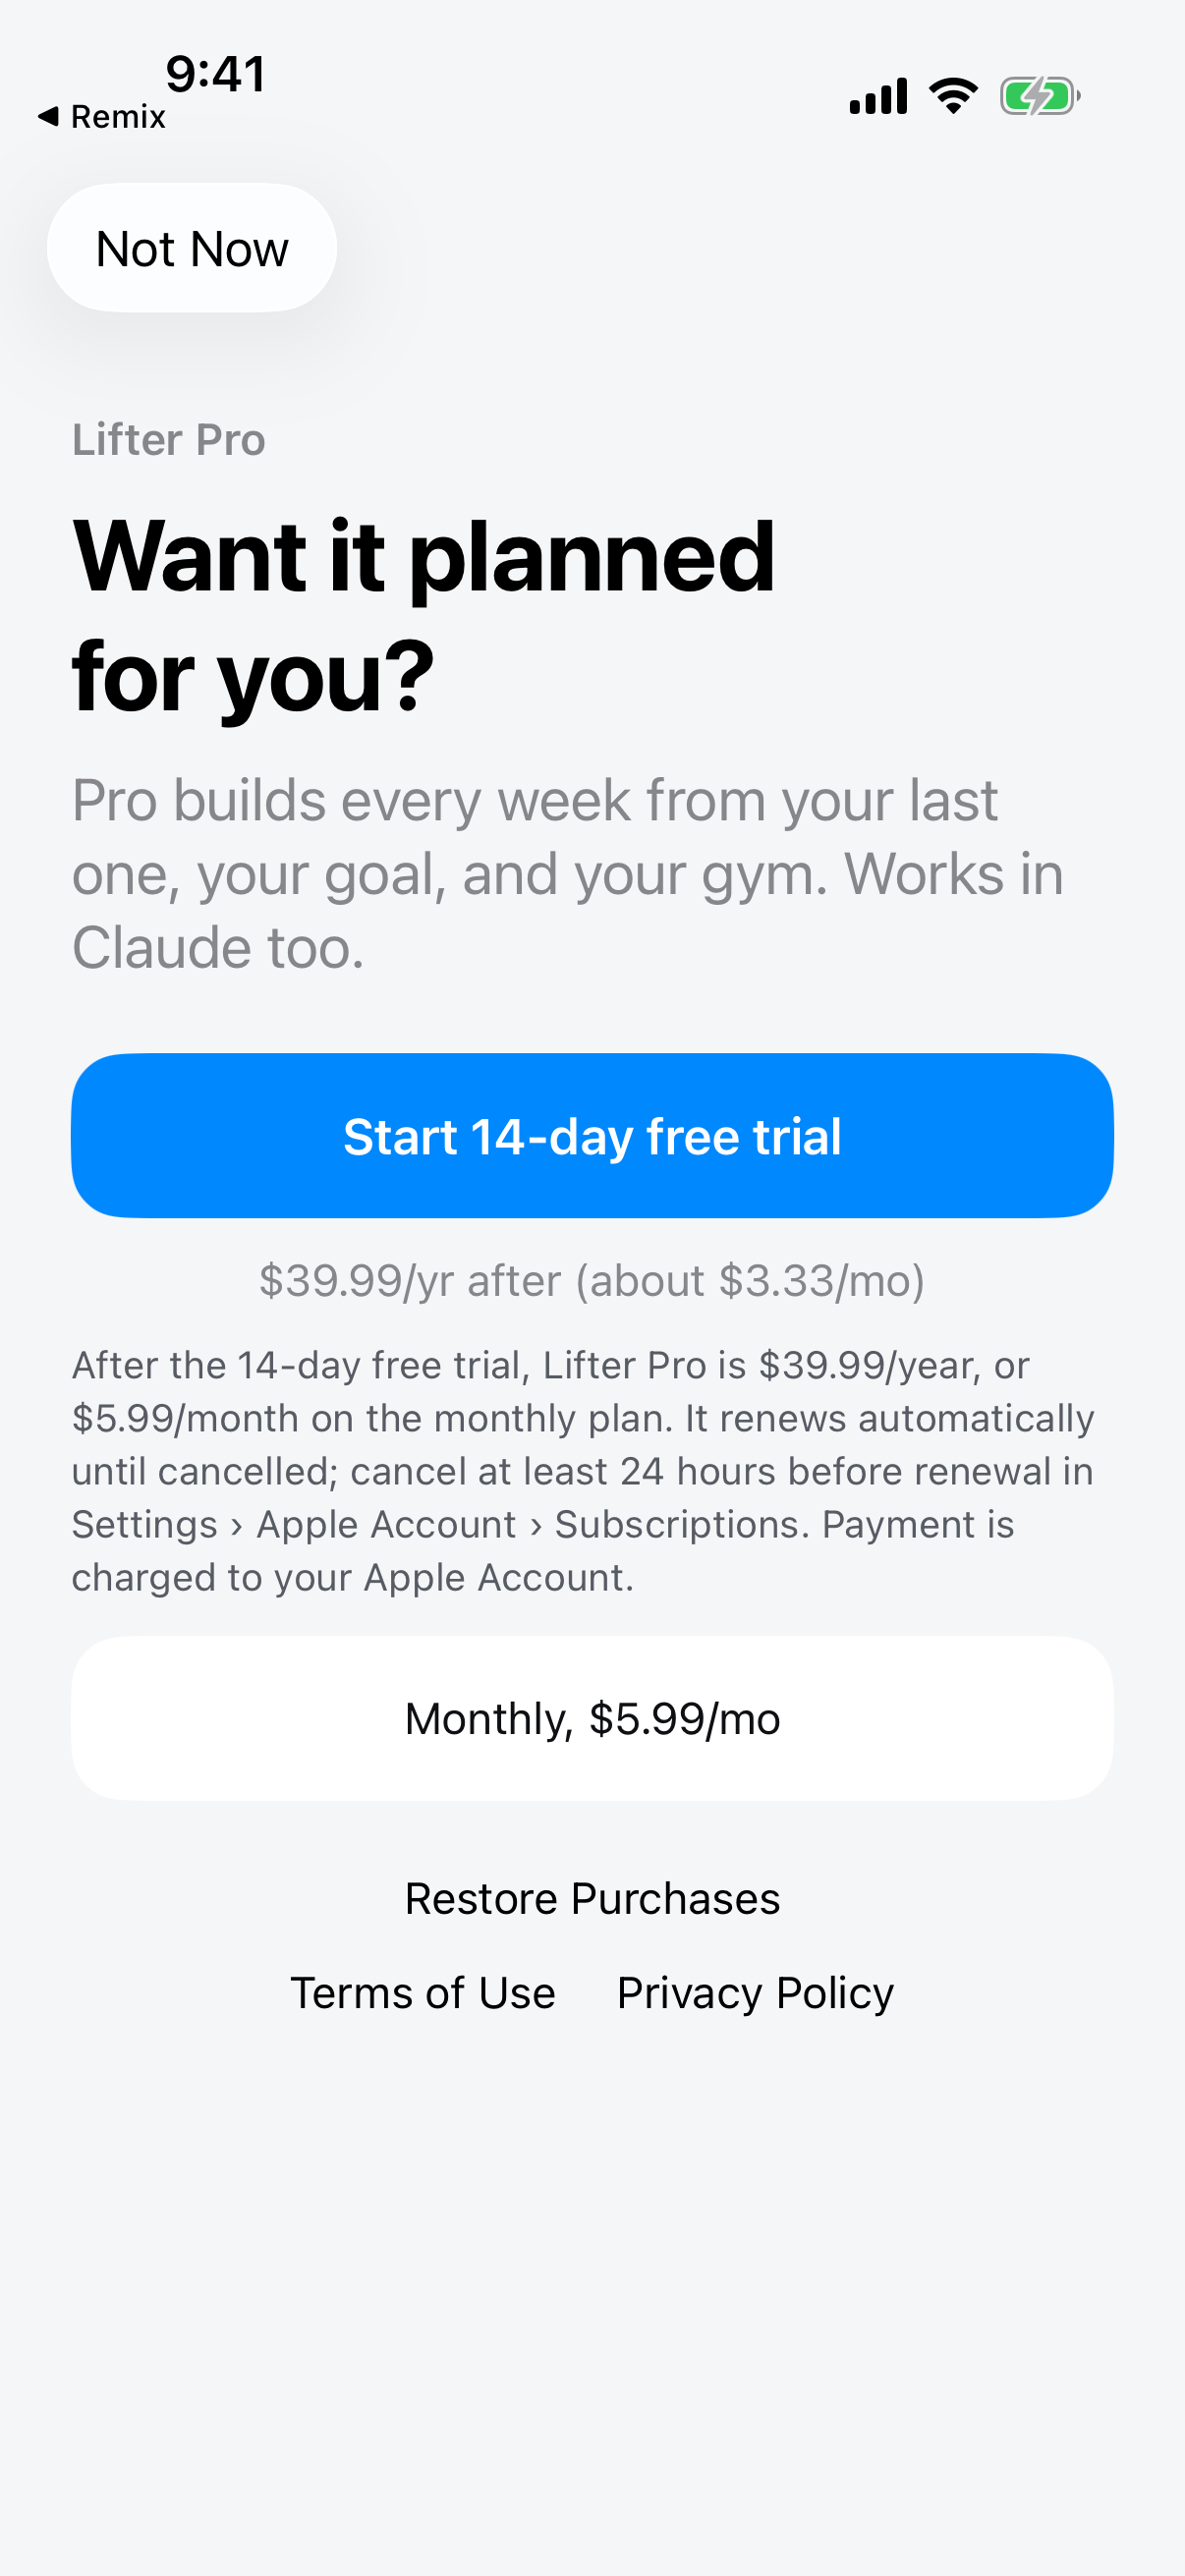 9:41
◀ Remix
Not Now
Lifter Pro
Want it planned
for you?
Pro builds every week from your last
one, your goal, and your gym. Works in
Claude too.
Start 14-day free trial
$39.99/yr after (about $3.33/mo)
After the 14-day free trial, Lifter Pro is $39.99/year, or
$5.99/month on the monthly plan. It renews automatically
until cancelled; cancel at least 24 hours before renewal in
Settings › Apple Account › Subscriptions. Payment is
charged to your Apple Account.
Monthly, $5.99/mo
Restore Purchases
Terms of Use Privacy Policy